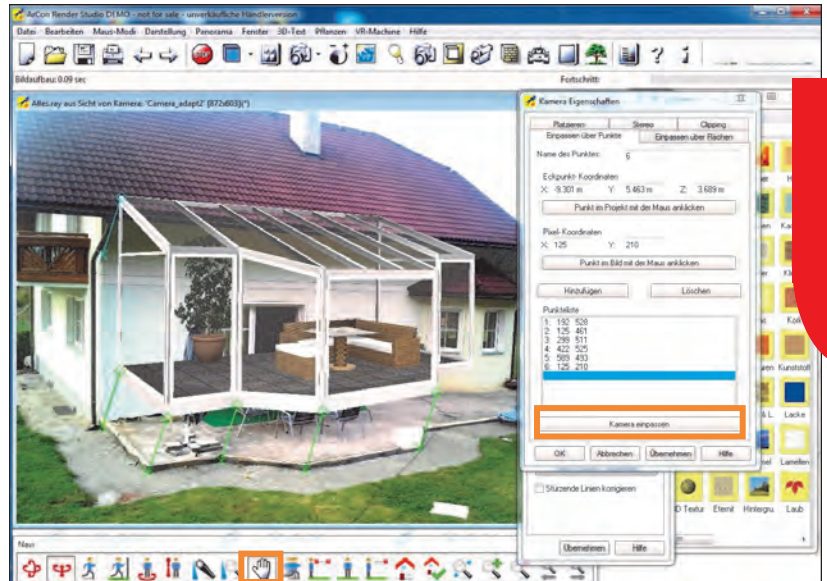 ArCon Render Studio DEMO - not for sale - unverkäufliche Händlerversion
Datei Bearbeiten Maus-Modi Darstellung Panorama Fenster 3D-Text Pflanzen VR-Machine Hilfe
Bildaufbau: 0.09 sec
Fortschritt:
Alles.ray aus Sicht von Kamera: 'Camera_adapt2' [872x603](*)
Kamera Eigenschaften
Platzieren Stereo Clipping
Einpassen über Punkte Einpassen über Flächen
Name des Punktes: 6
Eckpunkt-Koordinaten
X: -9.301 m Y: 5.463 m Z: 3.689 m
Punkt im Projekt mit der Maus anklicken
Pixel-Koordinaten
X: 125 Y: 210
Punkt im Bild mit der Maus anklicken
Hinzufügen Löschen
Punkteliste
1: 192 528
2: 125 461
3: 299 511
4: 422 525
5: 589 493
6: 125 210
Kamera einpassen
OK Abbrechen Übernehmen Hilfe
Kunststoff
Lacke
Lamellen
Stürzende Linien korrigieren
Textur Eternit Hintergru Laub
Übernehmen Hilfe
Navi